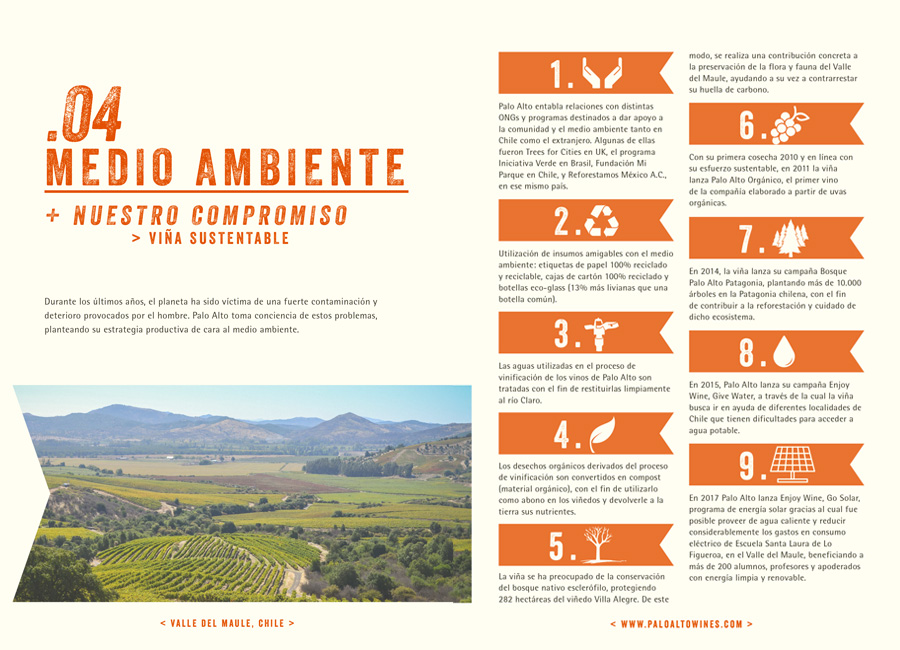 .04
MEDIO AMBIENTE
+ NUESTRO COMPROMISO
> VIÑA SUSTENTABLE
Durante los últimos años, el planeta ha sido víctima de una fuerte contaminación y
deterioro provocados por el hombre. Palo Alto toma conciencia de estos problemas,
planteando su estrategia productiva de cara al medio ambiente.
< VALLE DEL MAULE, CHILE >
1.
Palo Alto entabla relaciones con distintas
ONGs y programas destinados a dar apoyo a
la comunidad y el medio ambiente tanto en
Chile como el extranjero. Algunas de ellas
fueron Trees for Cities en UK, el programa
Iniciativa Verde en Brasil, Fundación Mi
Parque en Chile, y Reforestamos México A.C.,
en ese mismo país.
2.
Utilización de insumos amigables con el medio
ambiente: etiquetas de papel 100% reciclado
y reciclable, cajas de cartón 100% reciclado y
botellas eco-glass (13% más livianas que una
botella común).
3.
Las aguas utilizadas en el proceso de
vinificación de los vinos de Palo Alto son
tratadas con el fin de restituirlas limpiamente
al río Claro.
4.
Los desechos orgánicos derivados del proceso
de vinificación son convertidos en compost
(material orgánico), con el fin de utilizarlo
como abono en los viñedos y devolverle a la
tierra sus nutrientes.
5.
La viña se ha preocupado de la conservación
del bosque nativo esclerófilo, protegiendo
282 hectáreas del viñedo Villa Alegre. De este
modo, se realiza una contribución concreta a
la preservación de la flora y fauna del Valle
del Maule, ayudando a su vez a contrarrestar
su huella de carbono.
6.
Con su primera cosecha 2010 y en línea con
su esfuerzo sustentable, en 2011 la viña
lanza Palo Alto Orgánico, el primer vino
de la compañía elaborado a partir de uvas
orgánicas.
7.
En 2014, la viña lanza su campaña Bosque
Palo Alto Patagonia, plantando más de 10.000
árboles en la Patagonia chilena, con el fin
de contribuir a la reforestación y cuidado de
dicho ecosistema.
8.
En 2015, Palo Alto lanza su campaña Enjoy
Wine, Give Water, a través de la cual la viña
busca ir en ayuda de diferentes localidades de
Chile que tienen dificultades para acceder a
agua potable.
9.
En 2017 Palo Alto lanza Enjoy Wine, Go Solar,
programa de energía solar gracias al cual fue
posible proveer de agua caliente y reducir
considerablemente los gastos en consumo
eléctrico de Escuela Santa Laura de Lo
Figueroa, en el Valle del Maule, beneficiando a
más de 200 alumnos, profesores y apoderados
con energía limpia y renovable.
< WWW.PALOALTOWINES.COM >